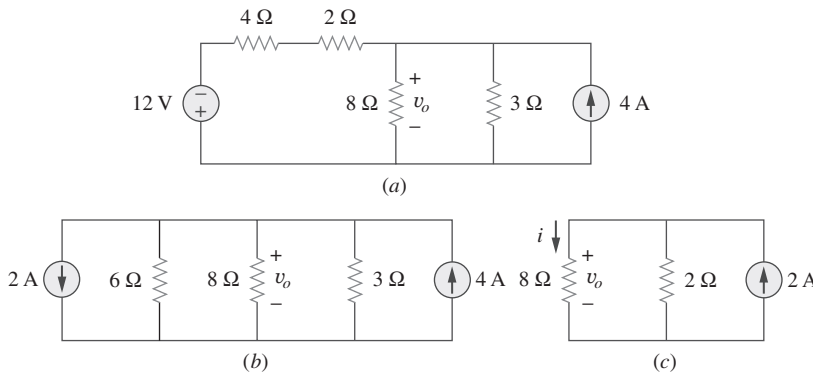 4 Ω 2 Ω
12 V − + 8 Ω + v_o − 3 Ω 4 A
(a)
2 A 6 Ω 8 Ω + v_o − 3 Ω 4 A
(b)
i
8 Ω + v_o − 2 Ω 2 A
(c)